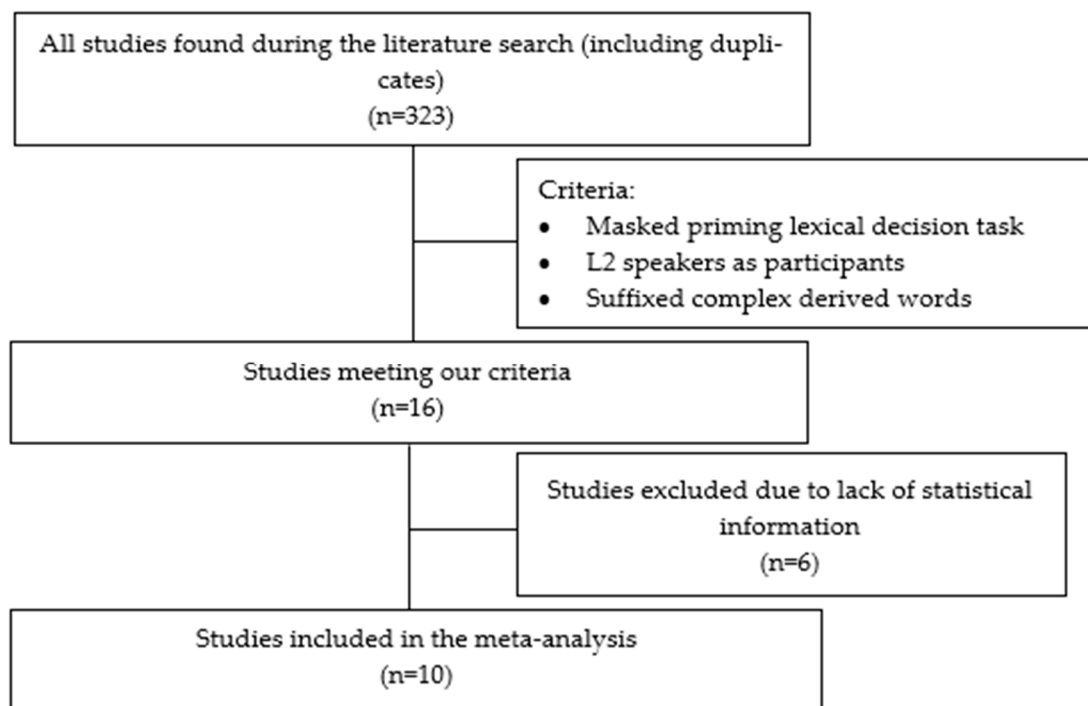 All studies found during the literature search (including dupli-
cates)
(n=323)
Criteria:
• Masked priming lexical decision task
• L2 speakers as participants
• Suffixed complex derived words
Studies meeting our criteria
(n=16)
Studies excluded due to lack of statistical
information
(n=6)
Studies included in the meta-analysis
(n=10)